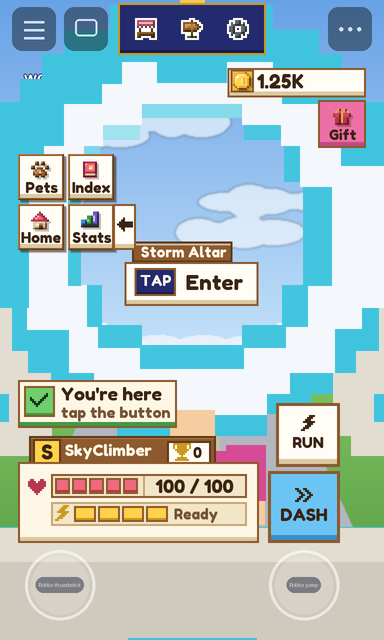 1.25K
Gift
Pets
Index
Home
Stats
Storm Altar
TAP Enter
You're here
tap the button
S SkyClimber 0
100 / 100
Ready
RUN
DASH
Roblox thumbstick
Roblox jump